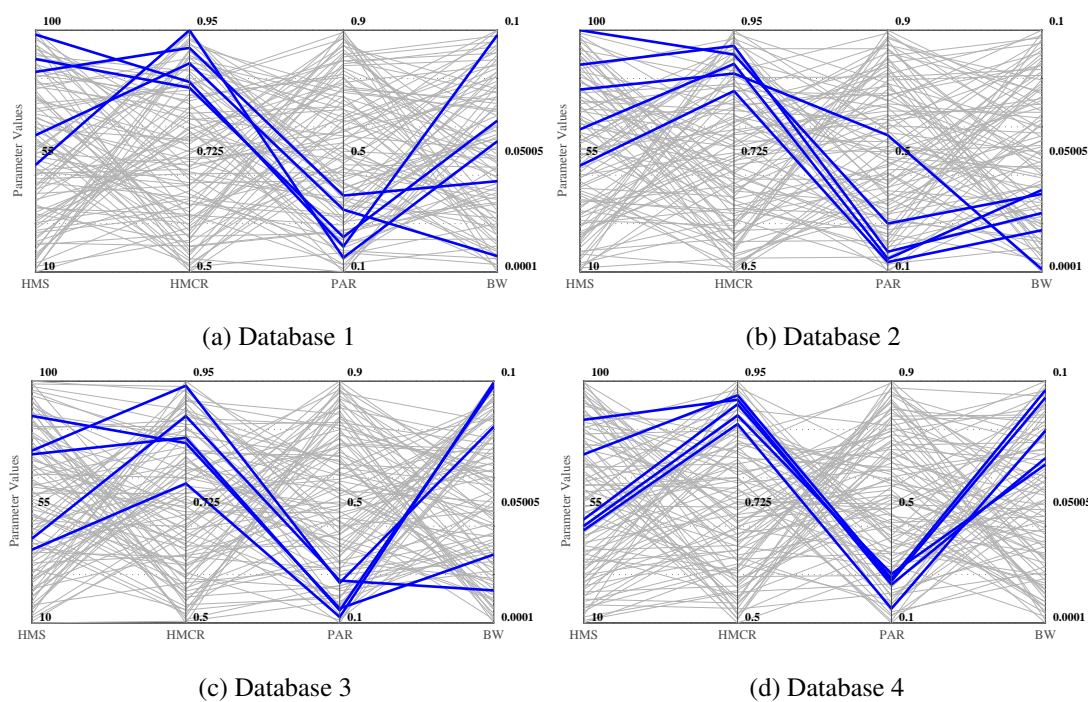 100 0.95 0.9 0.1
100 0.95 0.9 0.1
Parameter Values
55 0.725 0.5 0.05005
Parameter Values
55 0.725 0.5 0.05005
10 0.5 0.1 0.0001
10 0.5 0.1 0.0001
HMS HMCR PAR BW
HMS HMCR PAR BW
(a) Database 1
(b) Database 2
100 0.95 0.9 0.1
100 0.95 0.9 0.1
Parameter Values
55 0.725 0.5 0.05005
Parameter Values
55 0.725 0.5 0.05005
10 0.5 0.1 0.0001
10 0.5 0.1 0.0001
HMS HMCR PAR BW
HMS HMCR PAR BW
(c) Database 3
(d) Database 4